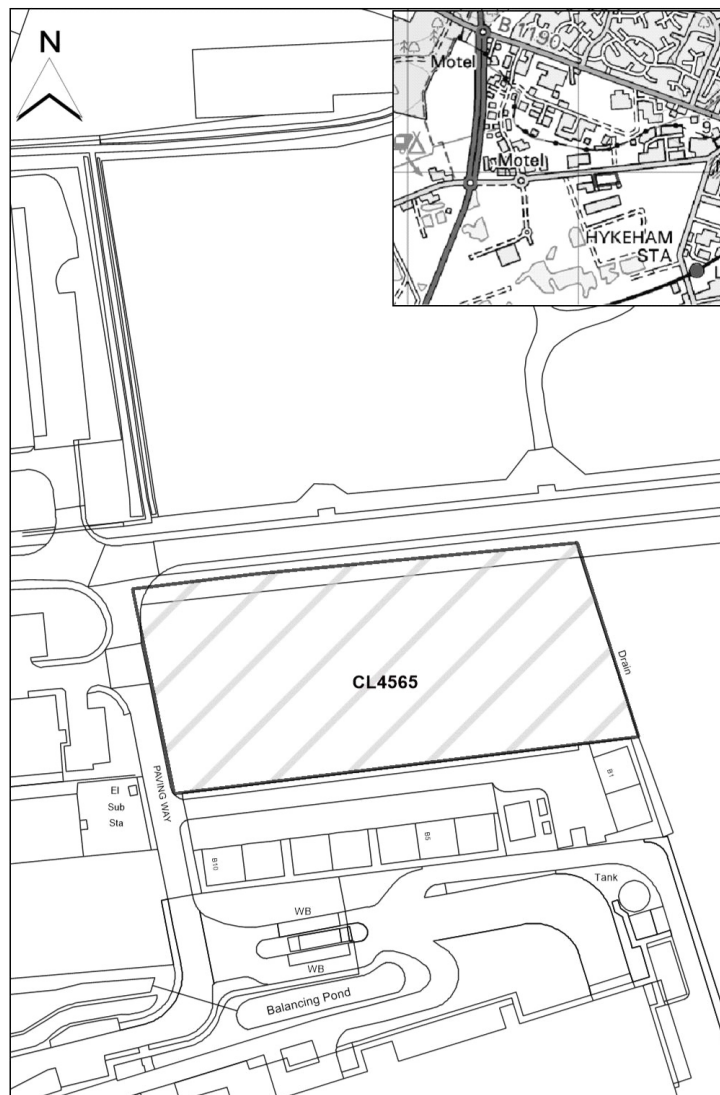 N
B 1190
Motel
Motel
HYKEHAM
STA
CL4565
Drain
PAVING WAY
El
Sub
Sta
B1
B10
B5
Tank
WB
WB
Balancing Pond